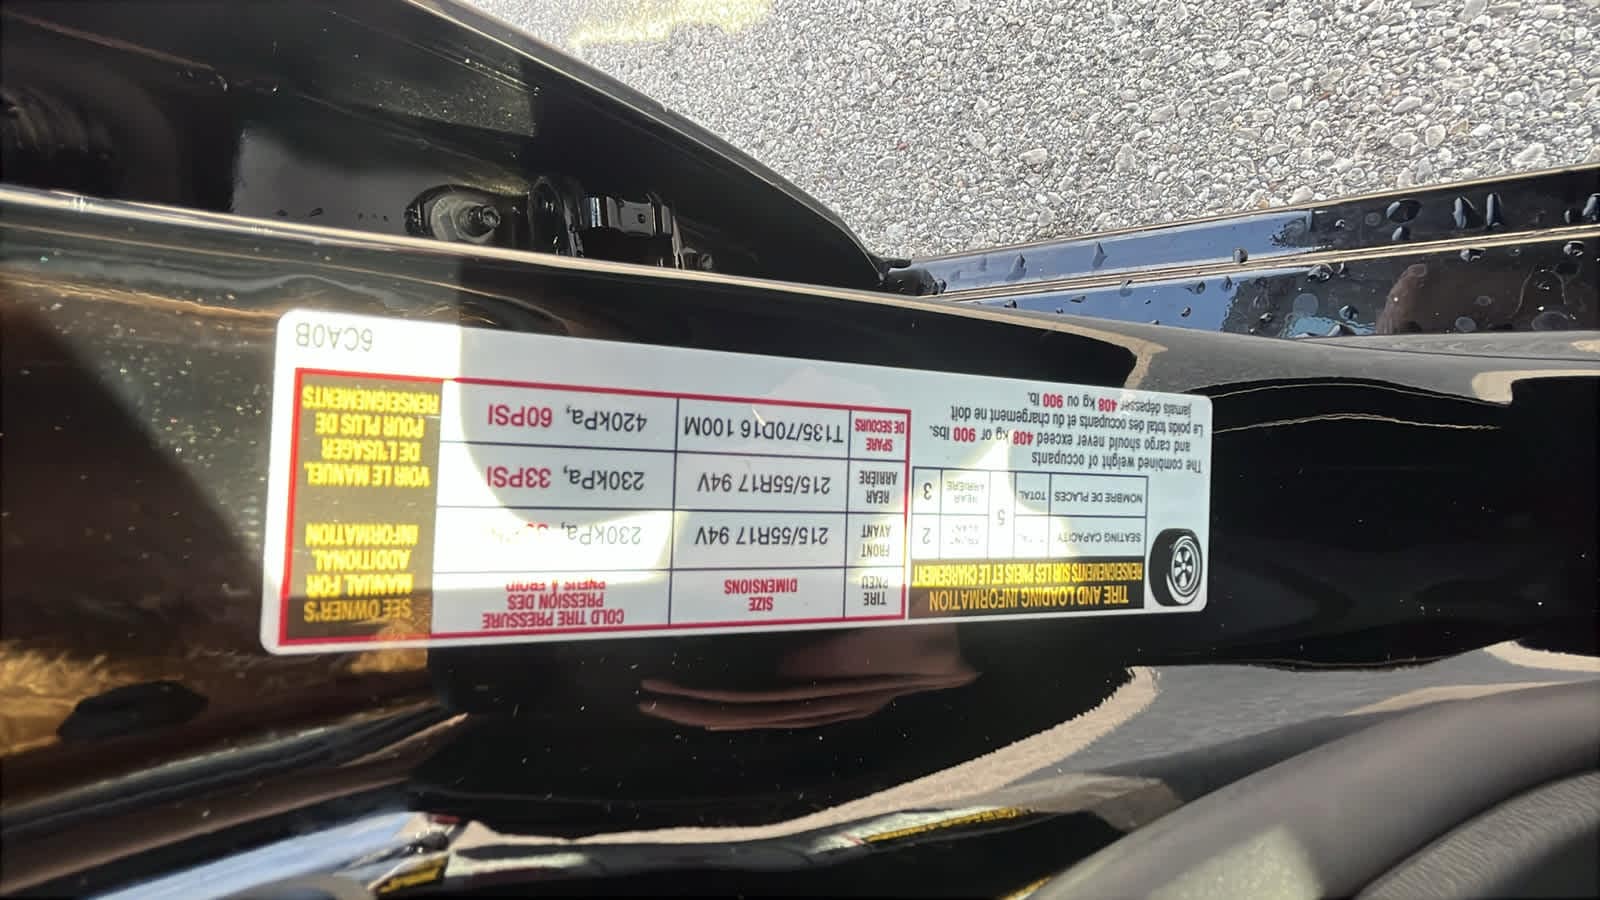 TIRE AND LOADING INFORMATION
RENSEIGNEMENTS SUR LES PNEUS ET LE CHARGEMENT
SEATING CAPACITY
NOMBRE DE PLACES
TOTAL
5
FRONT
AVANT
2
REAR
ARRIÈRE
3
The combined weight of occupants
and cargo should never exceed 408 kg or 900 lbs.
Le poids total des occupants et du chargement ne doit
jamais dépasser 408 kg ou 900 lb.
TIRE
PNEU
SIZE
DIMENSIONS
COLD TIRE PRESSURE
PRESSION DES
PNEUS À FROID
FRONT
AVANT
215/55R17 94V
230kPa,
REAR
ARRIÈRE
215/55R17 94V
230kPa, 33PSI
SPARE
DE SECOURS
T135/70D16 100M
420kPa, 60PSI
SEE OWNER'S
MANUAL FOR
ADDITIONAL
INFORMATION
VOIR LE MANUEL
DE L'USAGER
POUR PLUS DE
RENSEIGNEMENTS
6CA0B